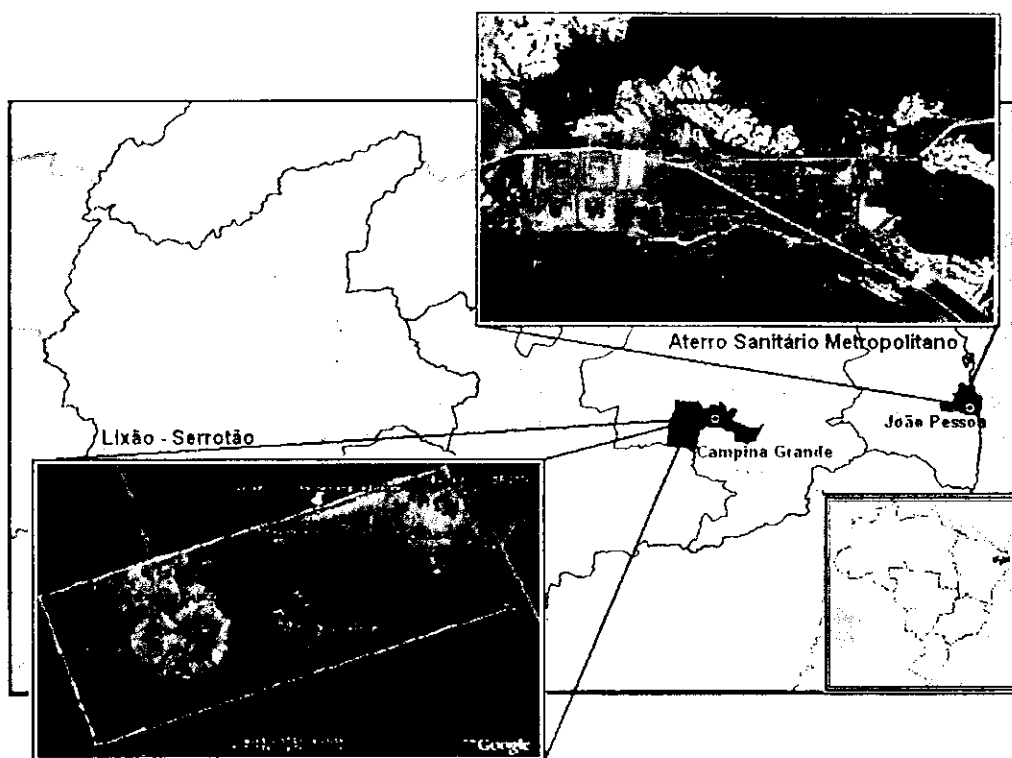 Aterro Sanitário Metropolitano
João Pessoa
Lixão - Serrotão
Campina Grande
Google